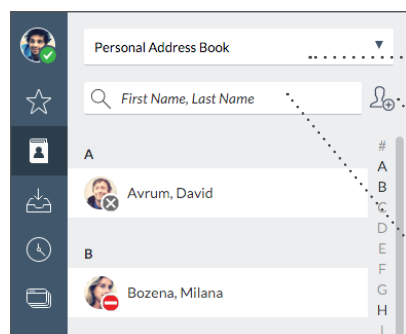 Personal Address Book
First Name, Last Name
A
Avrum, David
B
Bozena, Milana
#
A
B
C
D
E
F
G
H
I